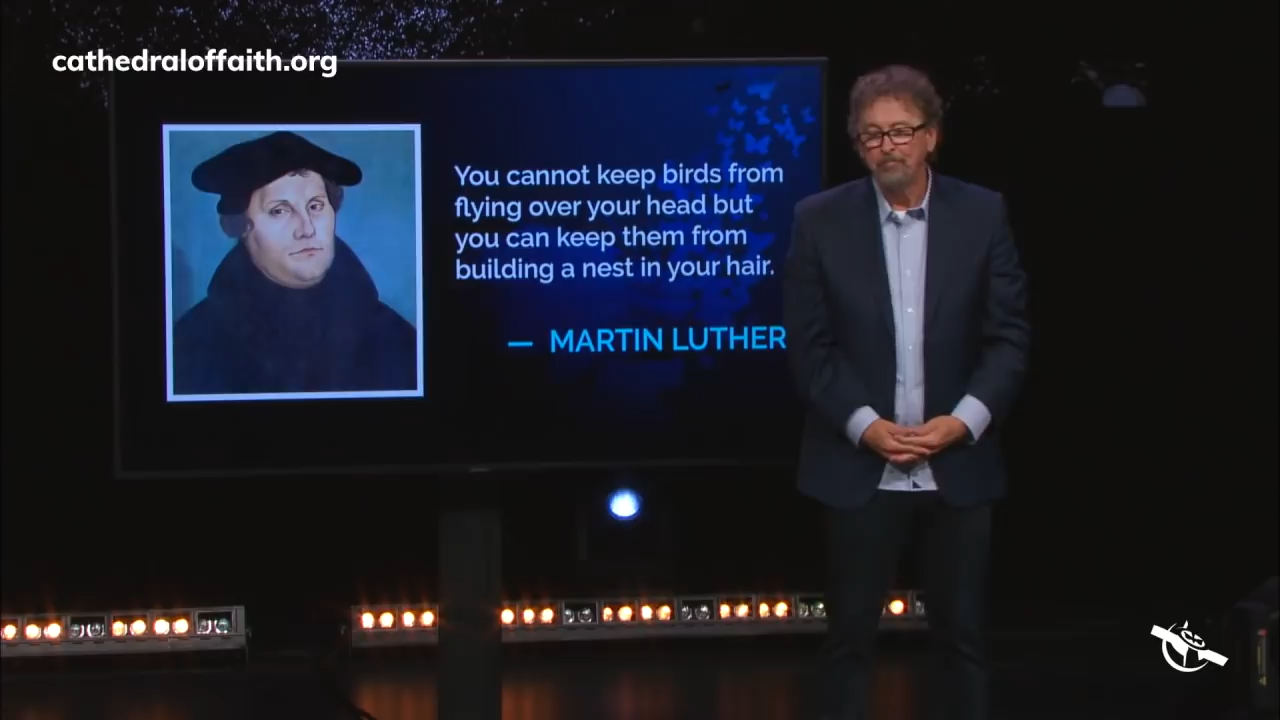 cathedraloffaith.org
You cannot keep birds from
flying over your head but
you can keep them from
building a nest in your hair.
— MARTIN LUTHER